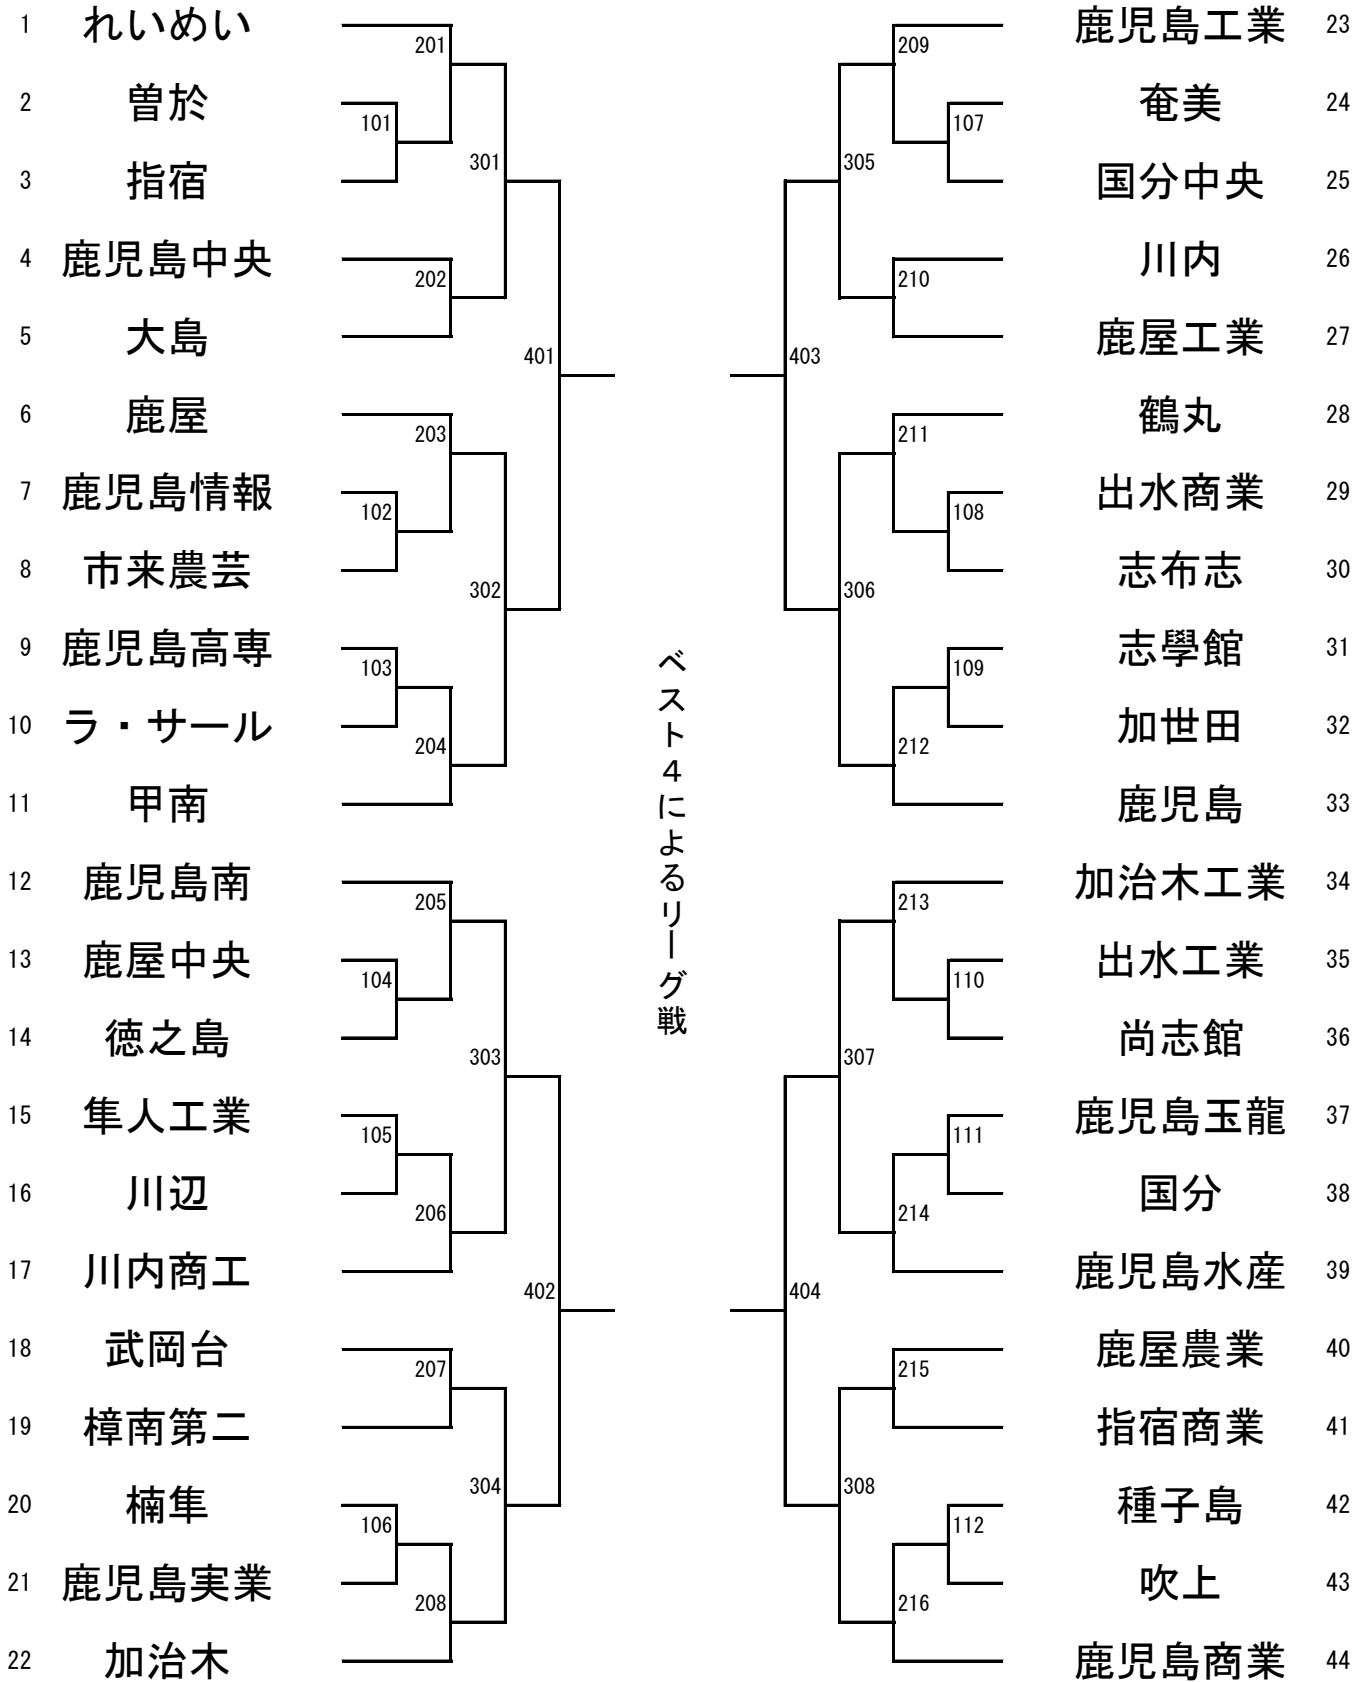 1 れいめい
2 曽於
3 指宿
4 鹿児島中央
5 大島
6 鹿屋
7 鹿児島情報
8 市来農芸
9 鹿児島高専
10 ラ・サール
11 甲南
12 鹿児島南
13 鹿屋中央
14 徳之島
15 隼人工業
16 川辺
17 川内商工
18 武岡台
19 樟南第二
20 楠隼
21 鹿児島実業
22 加治木
201
101
301
202
401
203
102
302
103
204
205
104
303
105
206
402
207
304
106
208
ベスト4によるリーグ戦
209
107
305
210
403
211
108
306
109
212
213
110
307
111
214
404
215
308
112
216
鹿児島工業 23
奄美 24
国分中央 25
川内 26
鹿屋工業 27
鶴丸 28
出水商業 29
志布志 30
志學館 31
加世田 32
鹿児島 33
加治木工業 34
出水工業 35
尚志館 36
鹿児島玉龍 37
国分 38
鹿児島水産 39
鹿屋農業 40
指宿商業 41
種子島 42
吹上 43
鹿児島商業 44